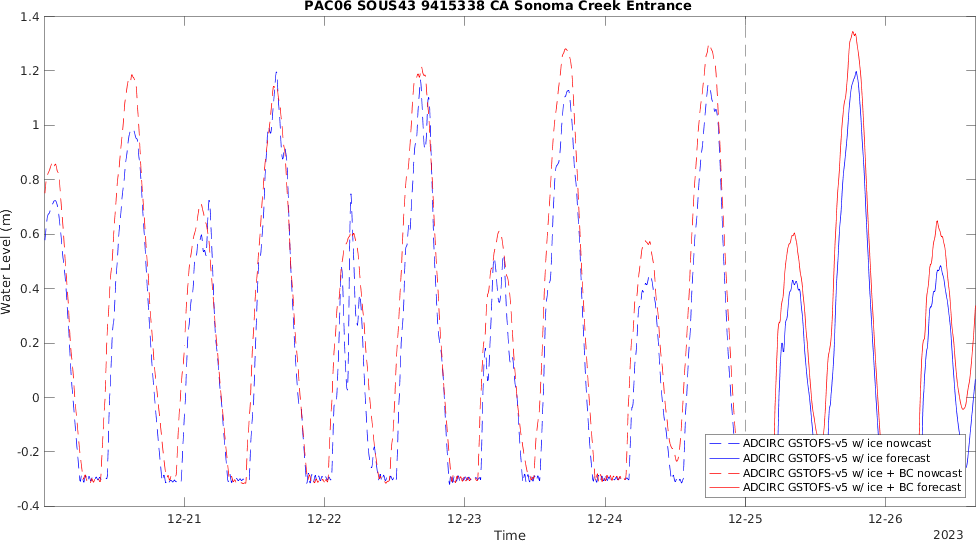 PAC06 SOUS43 9415338 CA Sonoma Creek Entrance
1.4
1.2
1
0.8
0.6
0.4
0.2
0
-0.2
-0.4
Water Level (m)
12-21
12-22
12-23
12-24
12-25
12-26
Time
2023
ADCIRC GSTOFS-v5 w/ ice nowcast
ADCIRC GSTOFS-v5 w/ ice forecast
ADCIRC GSTOFS-v5 w/ ice + BC nowcast
ADCIRC GSTOFS-v5 w/ ice + BC forecast